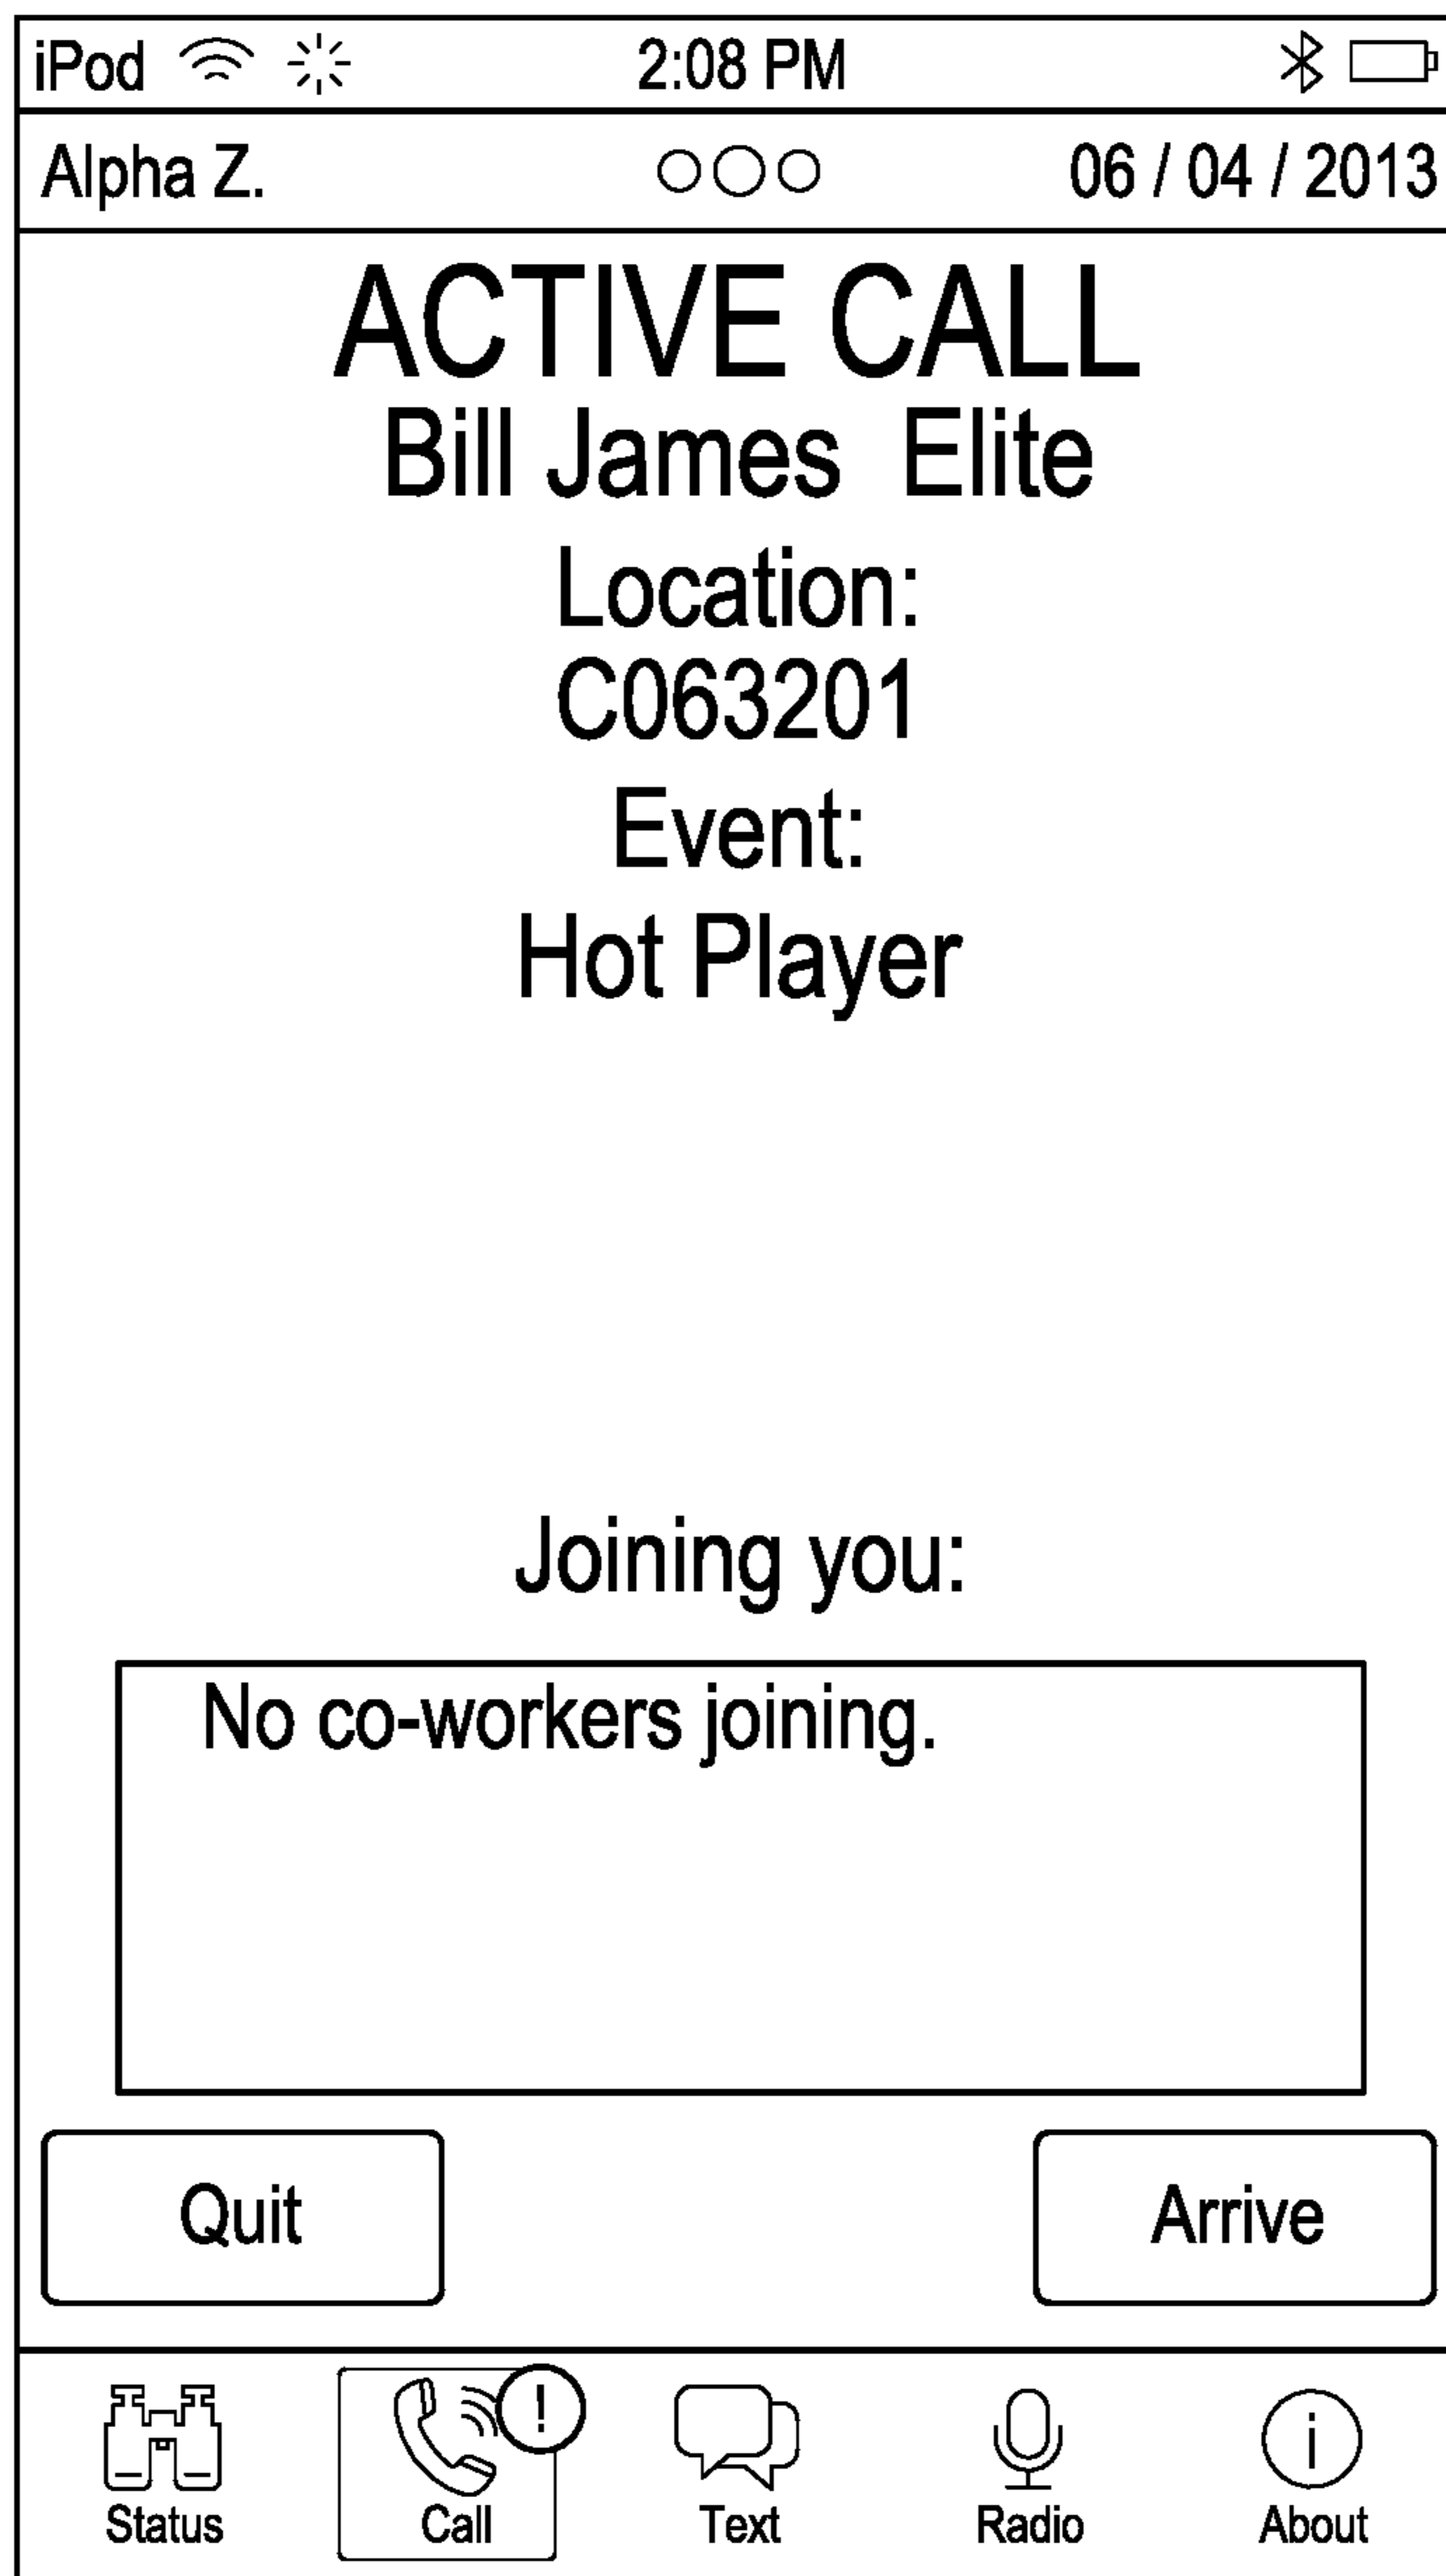 iPod 2:08 PM
Alpha Z. 06 / 04 / 2013
ACTIVE CALL
Bill James Elite
Location:
C063201
Event:
Hot Player
Joining you:
No co-workers joining.
Quit Arrive
!
i
Status Call Text Radio About